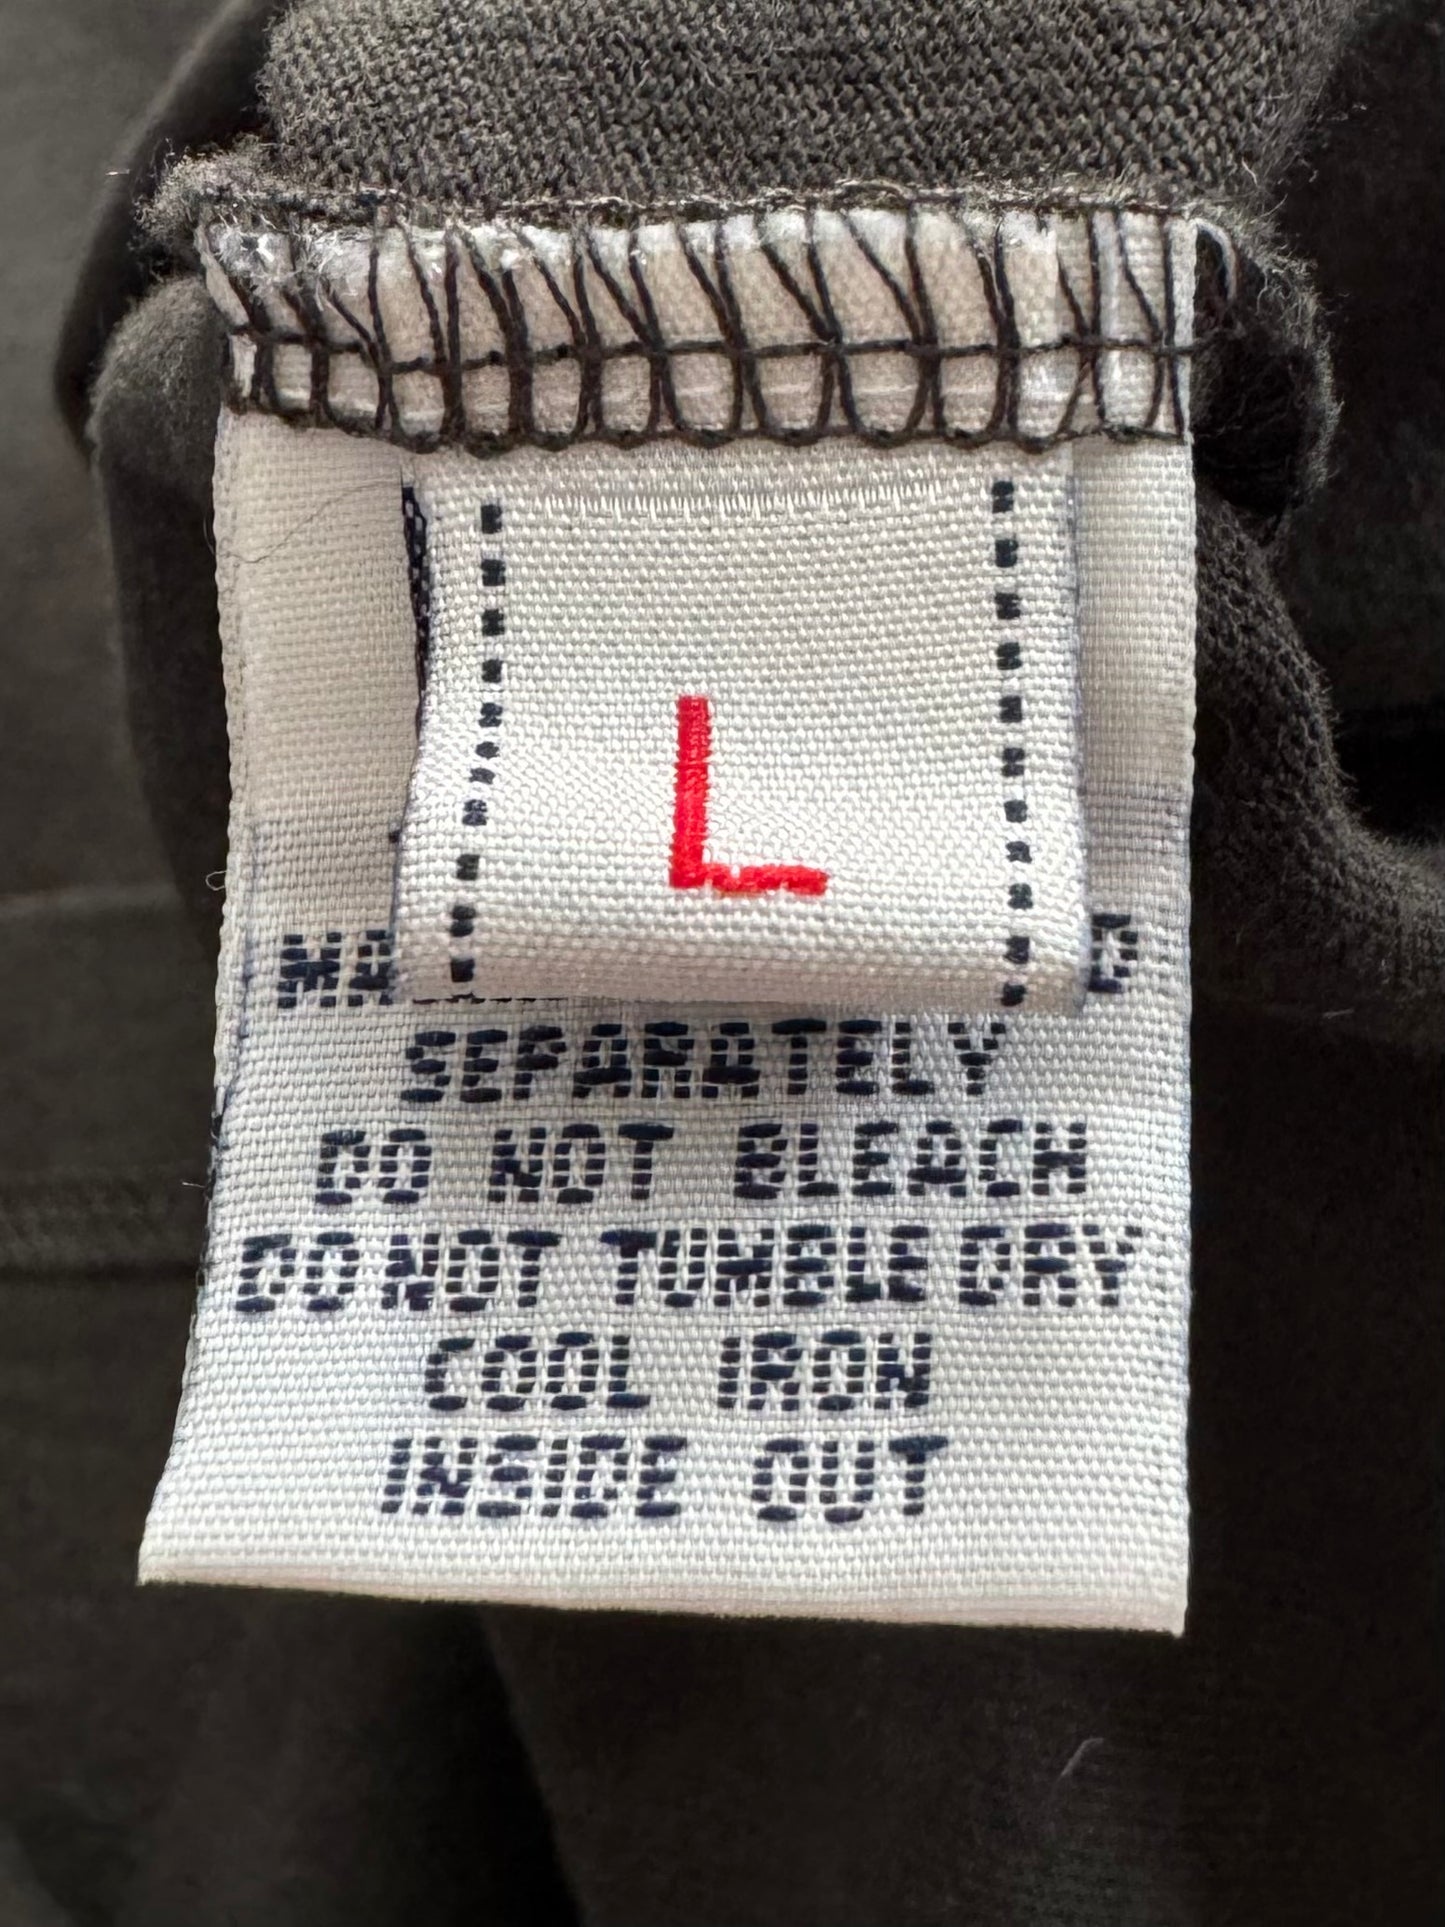 L
SEPARATELY
DO NOT BLEACH
DO NOT TUMBLE DRY
COOL IRON
INSIDE OUT